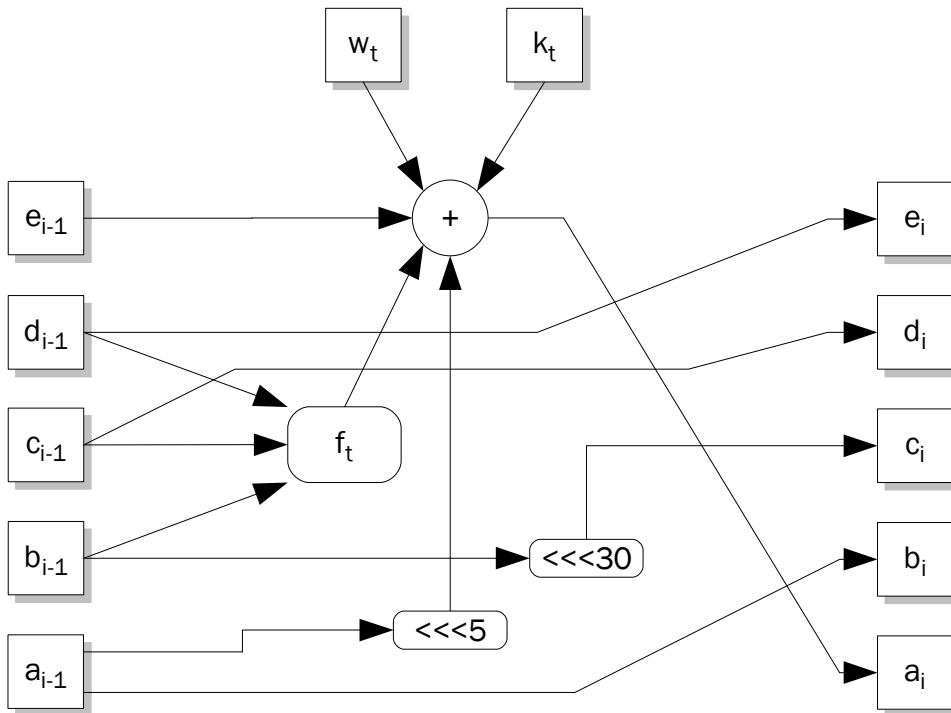 w_t
k_t
e_{i-1}
+
e_i
d_{i-1}
d_i
c_{i-1}
f_t
c_i
b_{i-1}
<<<30
b_i
<<<5
a_{i-1}
a_i